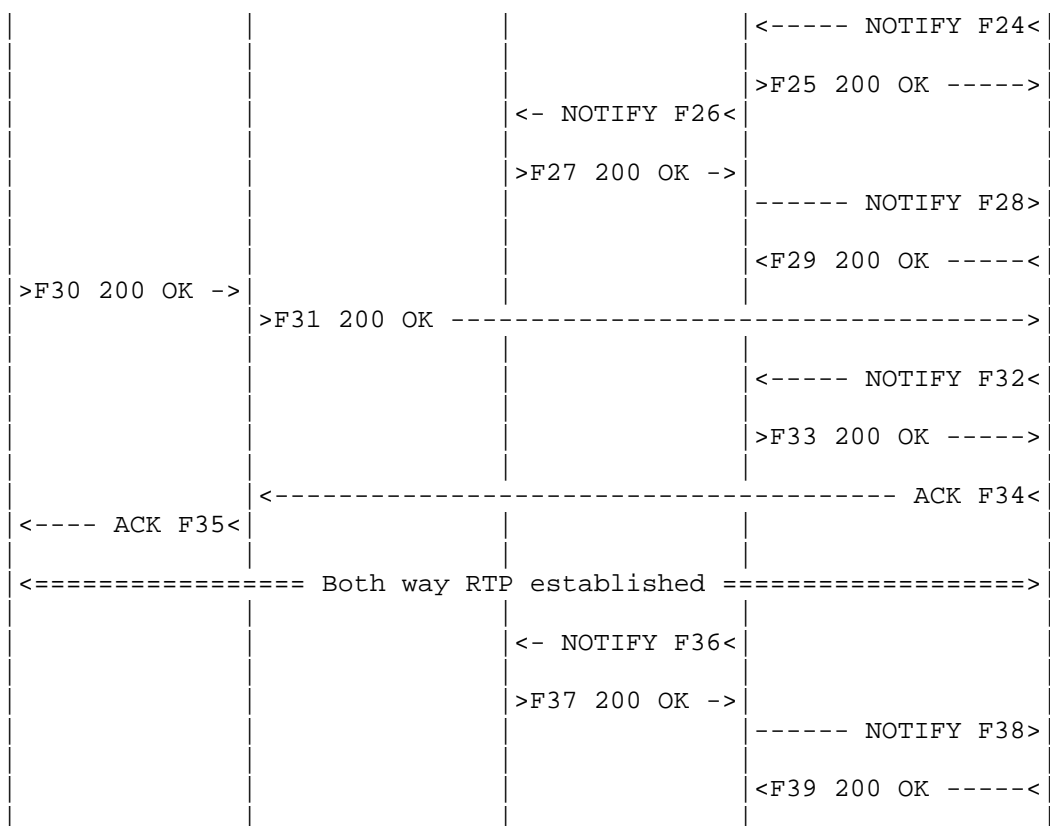 <----- NOTIFY F24<
>F25 200 OK ----->
<- NOTIFY F26<
>F27 200 OK ->
------ NOTIFY F28>
<F29 200 OK -----<
>F30 200 OK ->
>F31 200 OK ------------------------------------>
<----- NOTIFY F32<
>F33 200 OK ----->
<--------------------------------------- ACK F34<
<---- ACK F35<
<================= Both way RTP established ===================>
<- NOTIFY F36<
>F37 200 OK ->
------ NOTIFY F38>
<F39 200 OK -----<